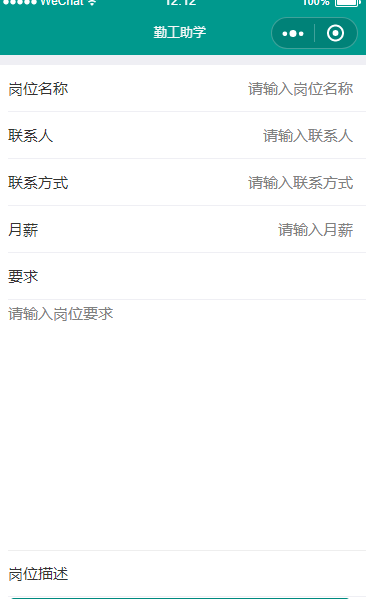 WeChat 12:12 100%
勤工助学
岗位名称 请输入岗位名称
联系人 请输入联系人
联系方式 请输入联系方式
月薪 请输入月薪
要求
请输入岗位要求
岗位描述